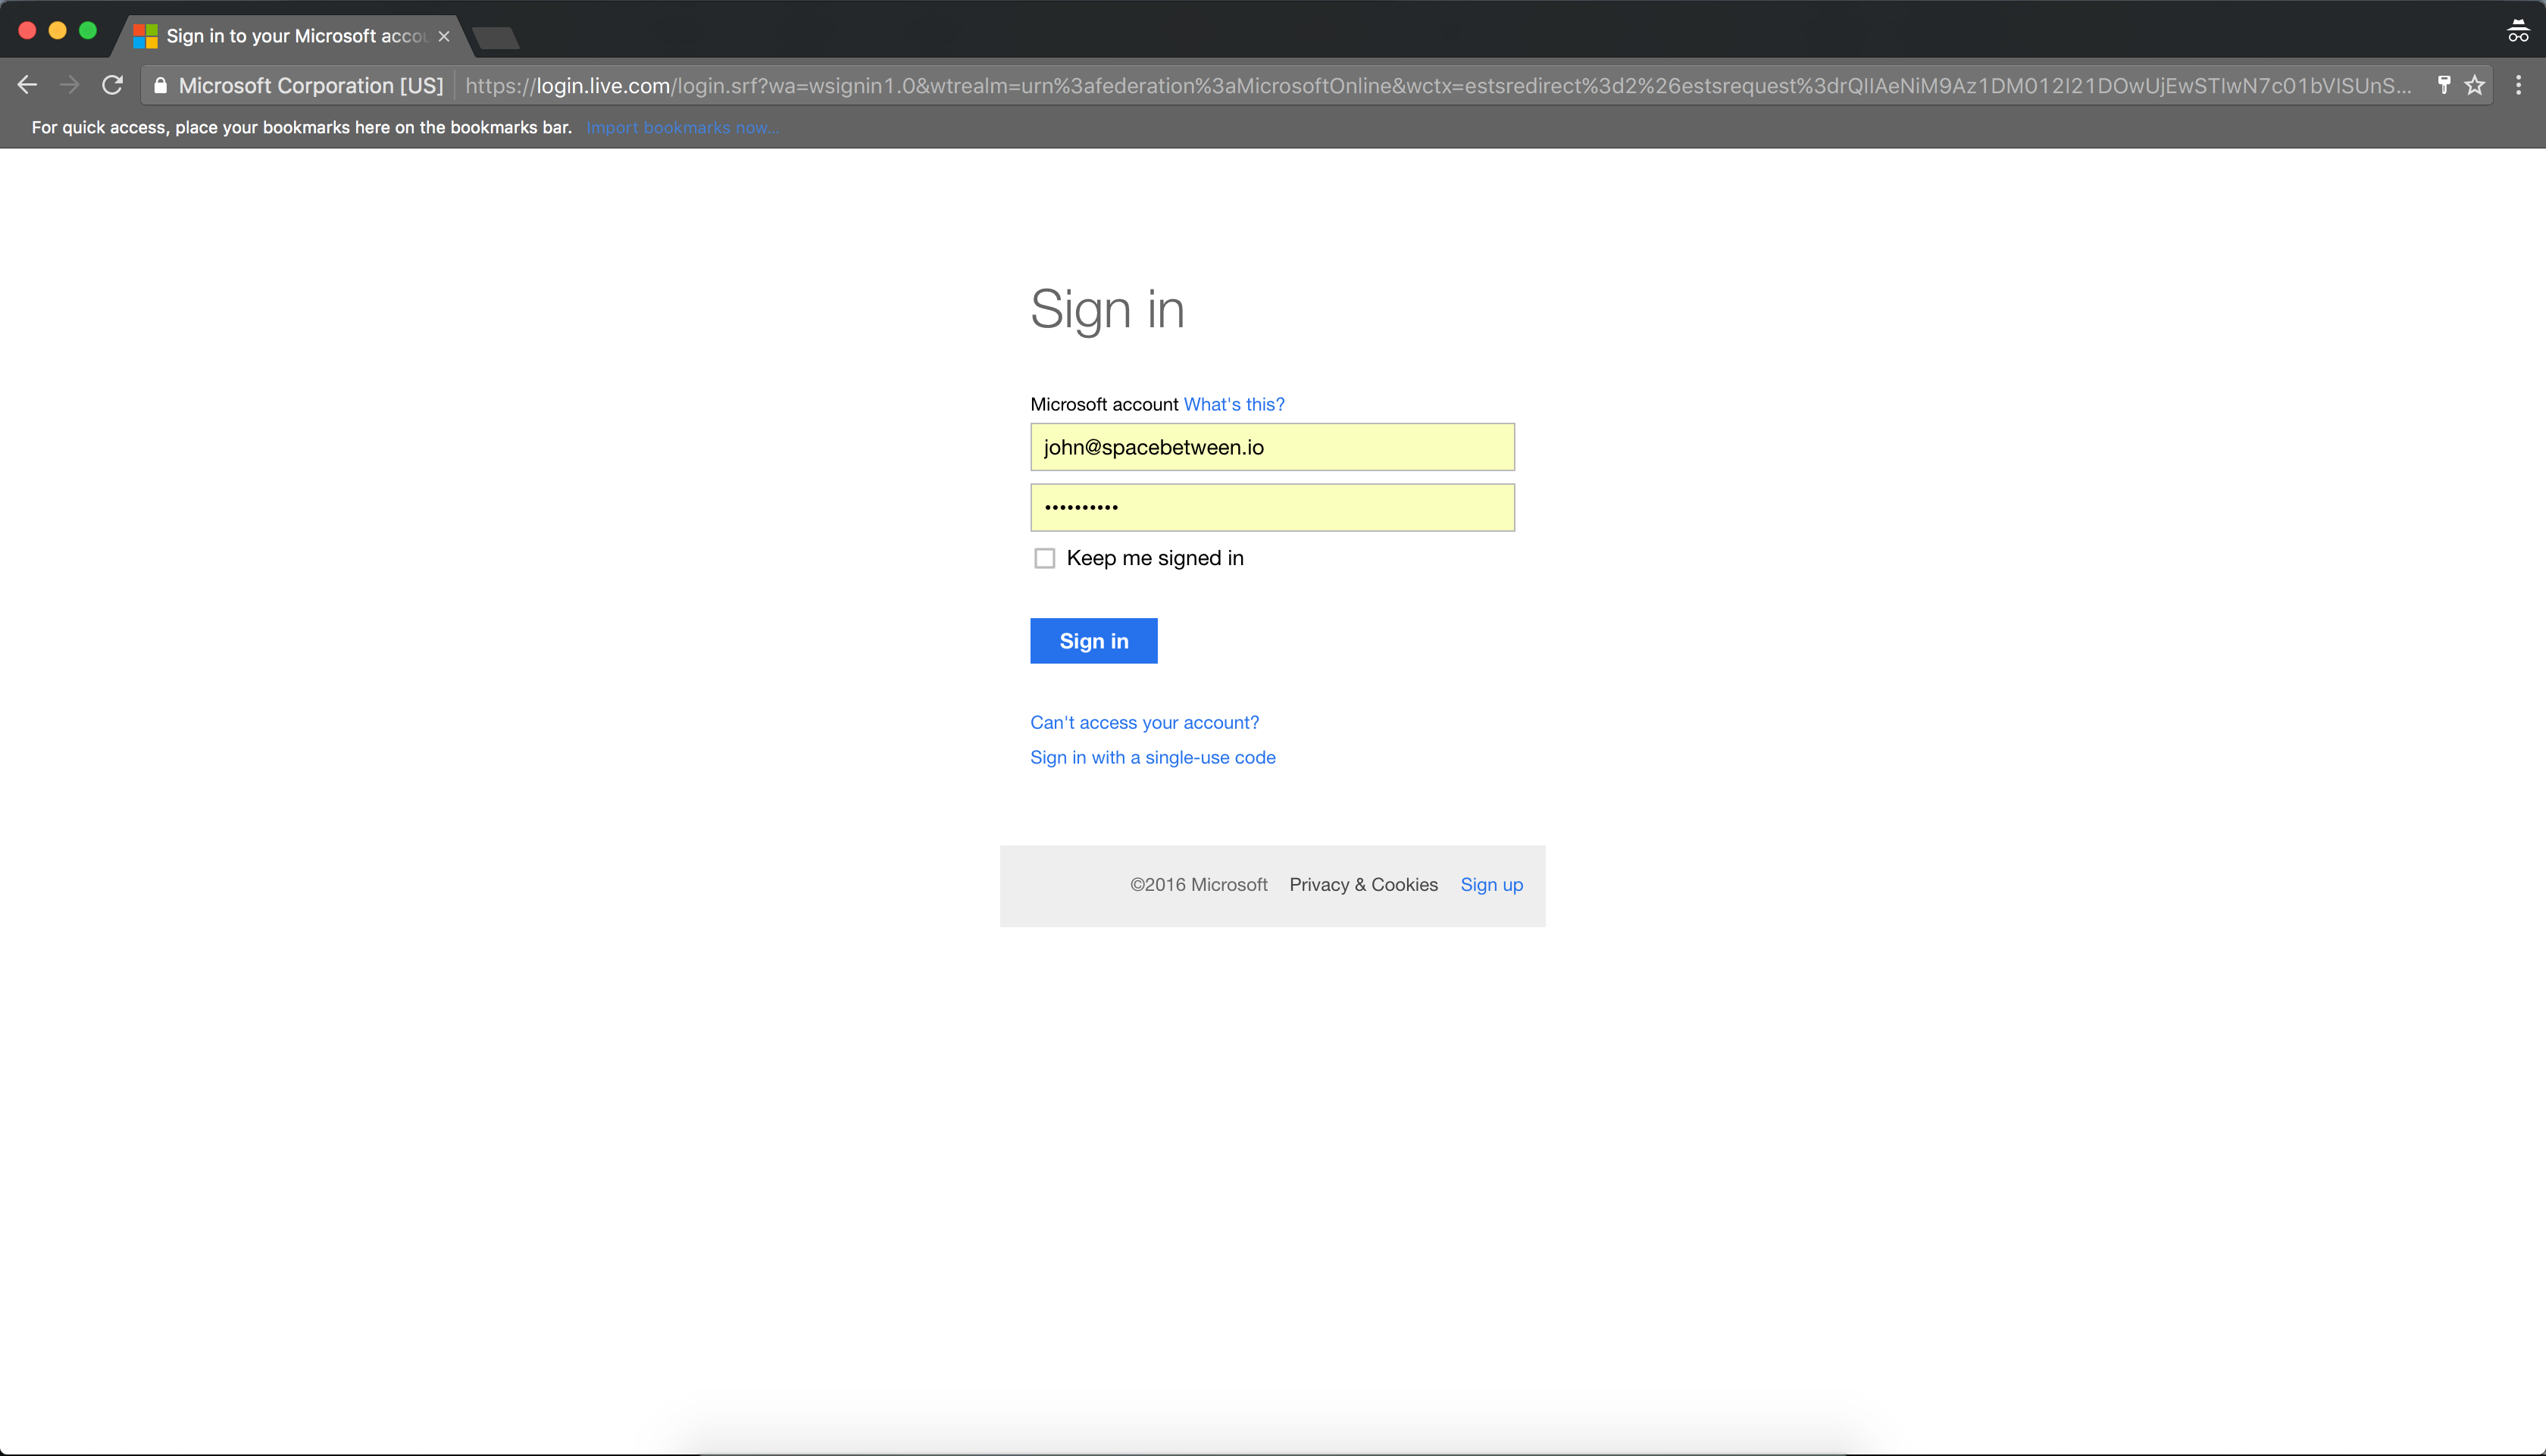 Sign in to your Microsoft accou
Microsoft Corporation [US] https://login.live.com/login.srf?wa=wsignin1.0&wtrealm=urn%3afederation%3aMicrosoftOnline&wctx=estsredirect%3d2%26estsrequest%3drQIIAeNiM9Az1DM012I21DOwUjEwSTIwN7c01bVISUnS...
For quick access, place your bookmarks here on the bookmarks bar. Import bookmarks now...
Sign in
Microsoft account What's this?
john@spacebetween.io
••••••••••
Keep me signed in
Sign in
Can't access your account?
Sign in with a single-use code
©2016 Microsoft Privacy & Cookies Sign up